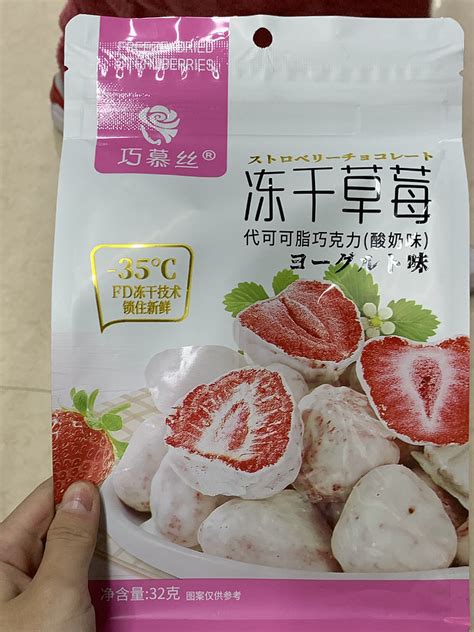 FREEZE-DRIED
STRAWBERRIES
巧慕丝®
ストロベリーチョコレート
冻干草莓
代可可脂巧克力(酸奶味)
ヨーグルト味
-35℃
FD冻干技术
锁住新鲜
净含量:32克 图案仅供参考